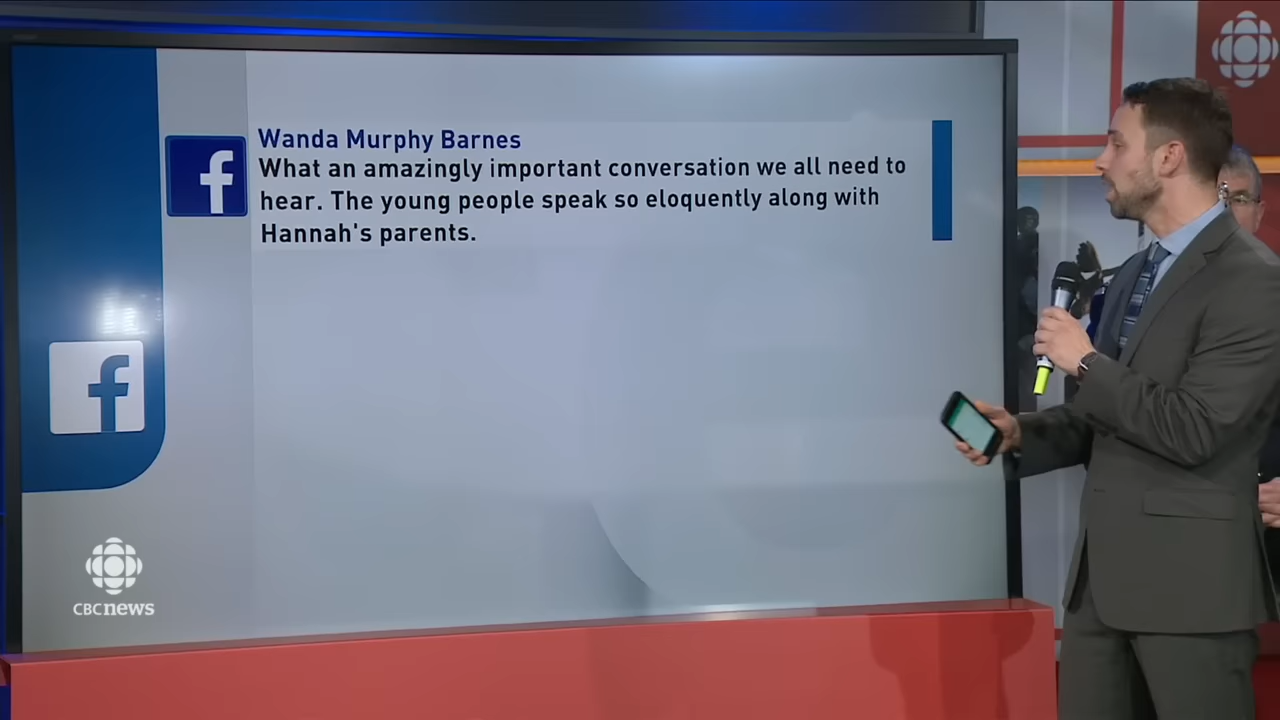 Wanda Murphy Barnes
What an amazingly important conversation we all need to
hear. The young people speak so eloquently along with
Hannah's parents.
CBCnews